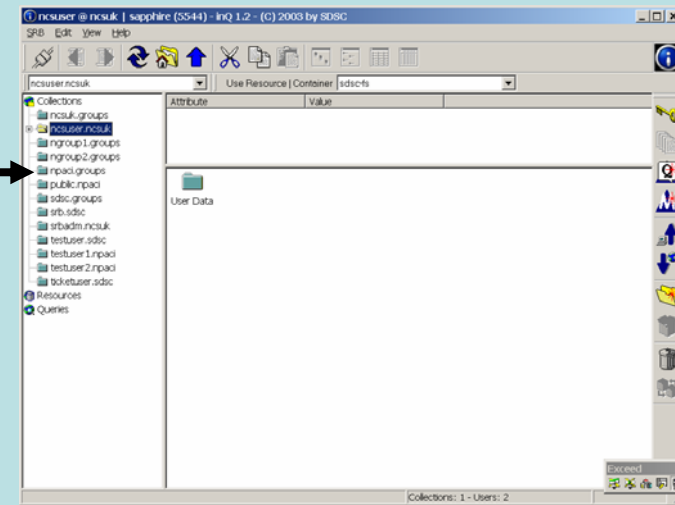 ncsuser @ ncsuk | sapphire (5544) - inQ 1.2 - (C) 2003 by SDSC
SRB Edit View Help
ncsuser.ncsuk
Use Resource | Container
sdsc-fs
Collections
ncsuk.groups
ncsuser.ncsuk
ngroup1.groups
ngroup2.groups
npaci.groups
public.npaci
sdsc.groups
srb.sdsc
srbadm.ncsuk
testuser.sdsc
testuser1.npaci
testuser2.npaci
ticketuser.sdsc
Resources
Queries
Attribute Value
User Data
Exceed
Collections: 1 - Users: 2